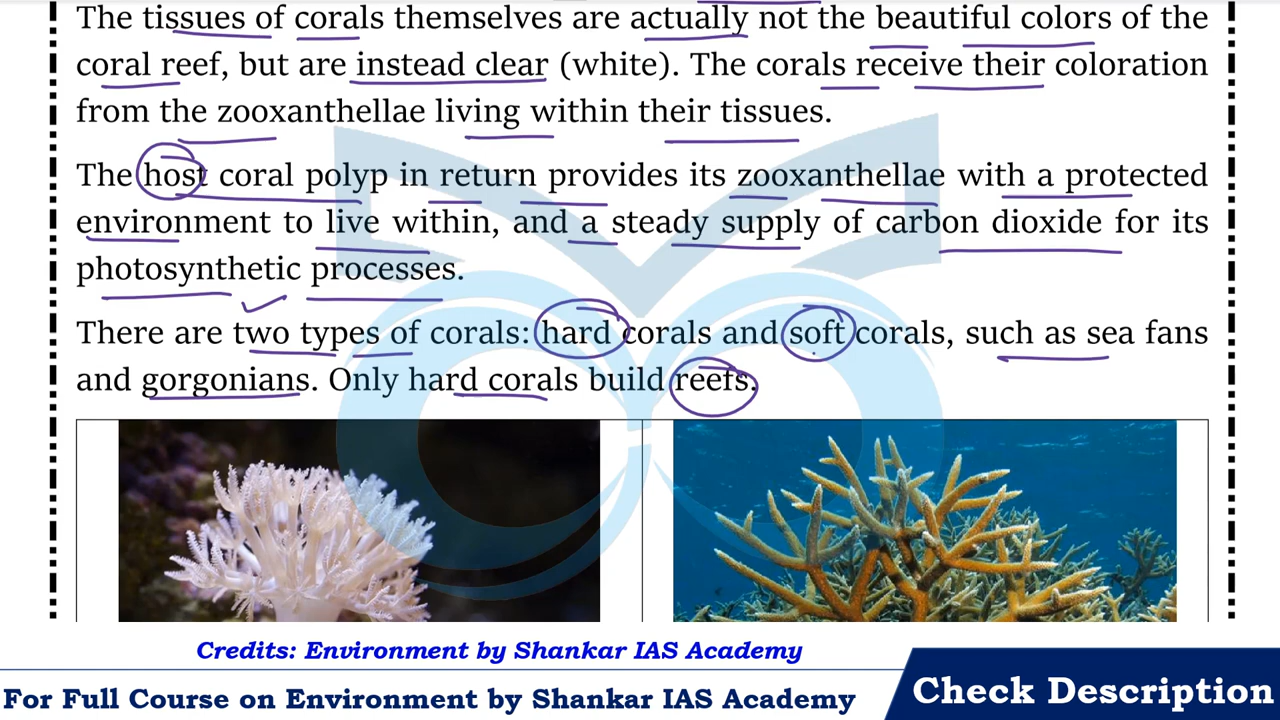 The tissues of corals themselves are actually not the beautiful colors of the
coral reef, but are instead clear (white). The corals receive their coloration
from the zooxanthellae living within their tissues.
The host coral polyp in return provides its zooxanthellae with a protected
environment to live within, and a steady supply of carbon dioxide for its
photosynthetic processes.
There are two types of corals: hard corals and soft corals, such as sea fans
and gorgonians. Only hard corals build reefs.
Credits: Environment by Shankar IAS Academy
For Full Course on Environment by Shankar IAS Academy
Check Description